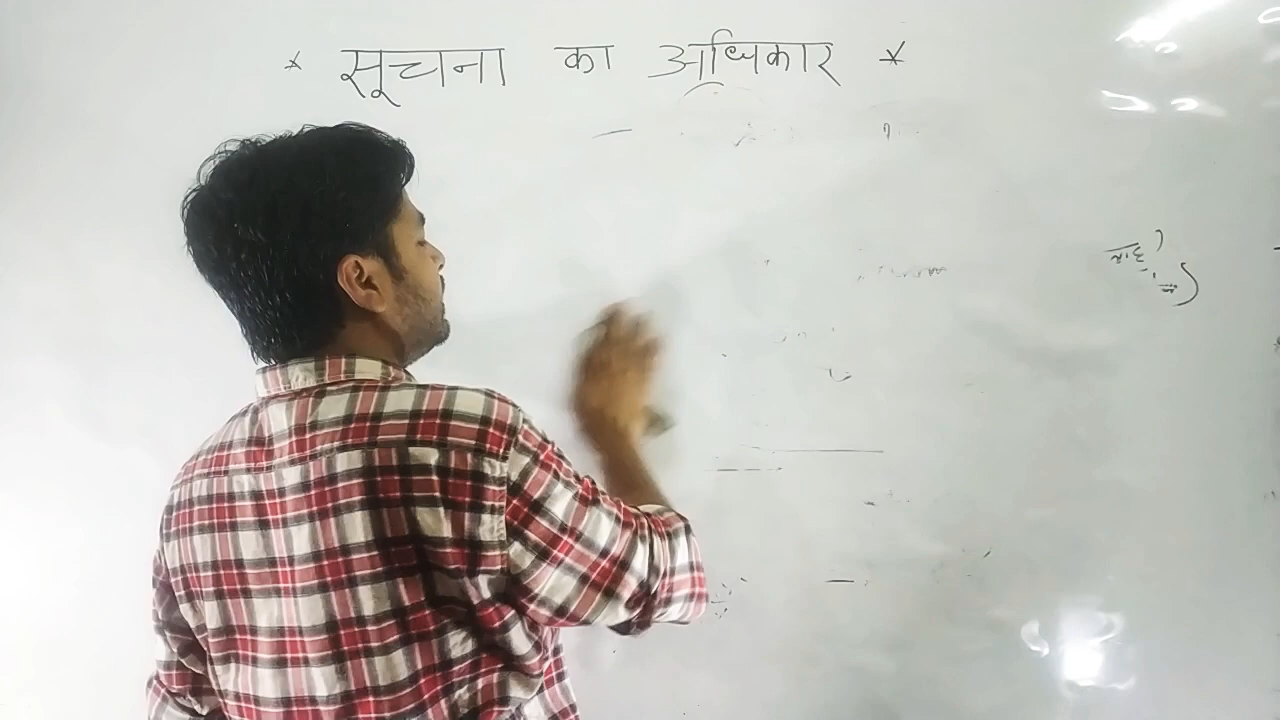 * सूचना का अधिकार *